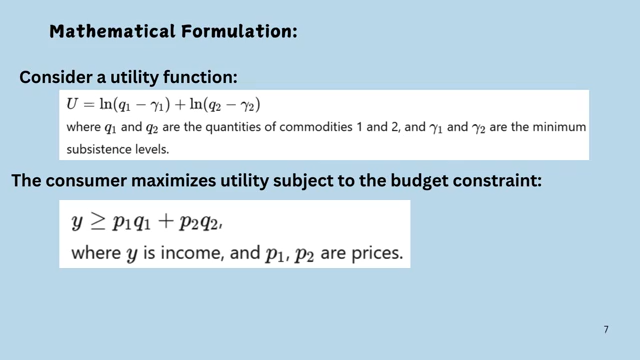 Mathematical Formulation:
Consider a utility function:
U = ln(q₁ − γ₁) + ln(q₂ − γ₂)
where q₁ and q₂ are the quantities of commodities 1 and 2, and γ₁ and γ₂ are the minimum
subsistence levels.
The consumer maximizes utility subject to the budget constraint:
y ≥ p₁q₁ + p₂q₂,
where y is income, and p₁, p₂ are prices.
7